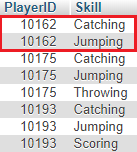 PlayerID Skill
10162 Catching
10162 Jumping
10175 Catching
10175 Jumping
10175 Throwing
10193 Catching
10193 Jumping
10193 Scoring